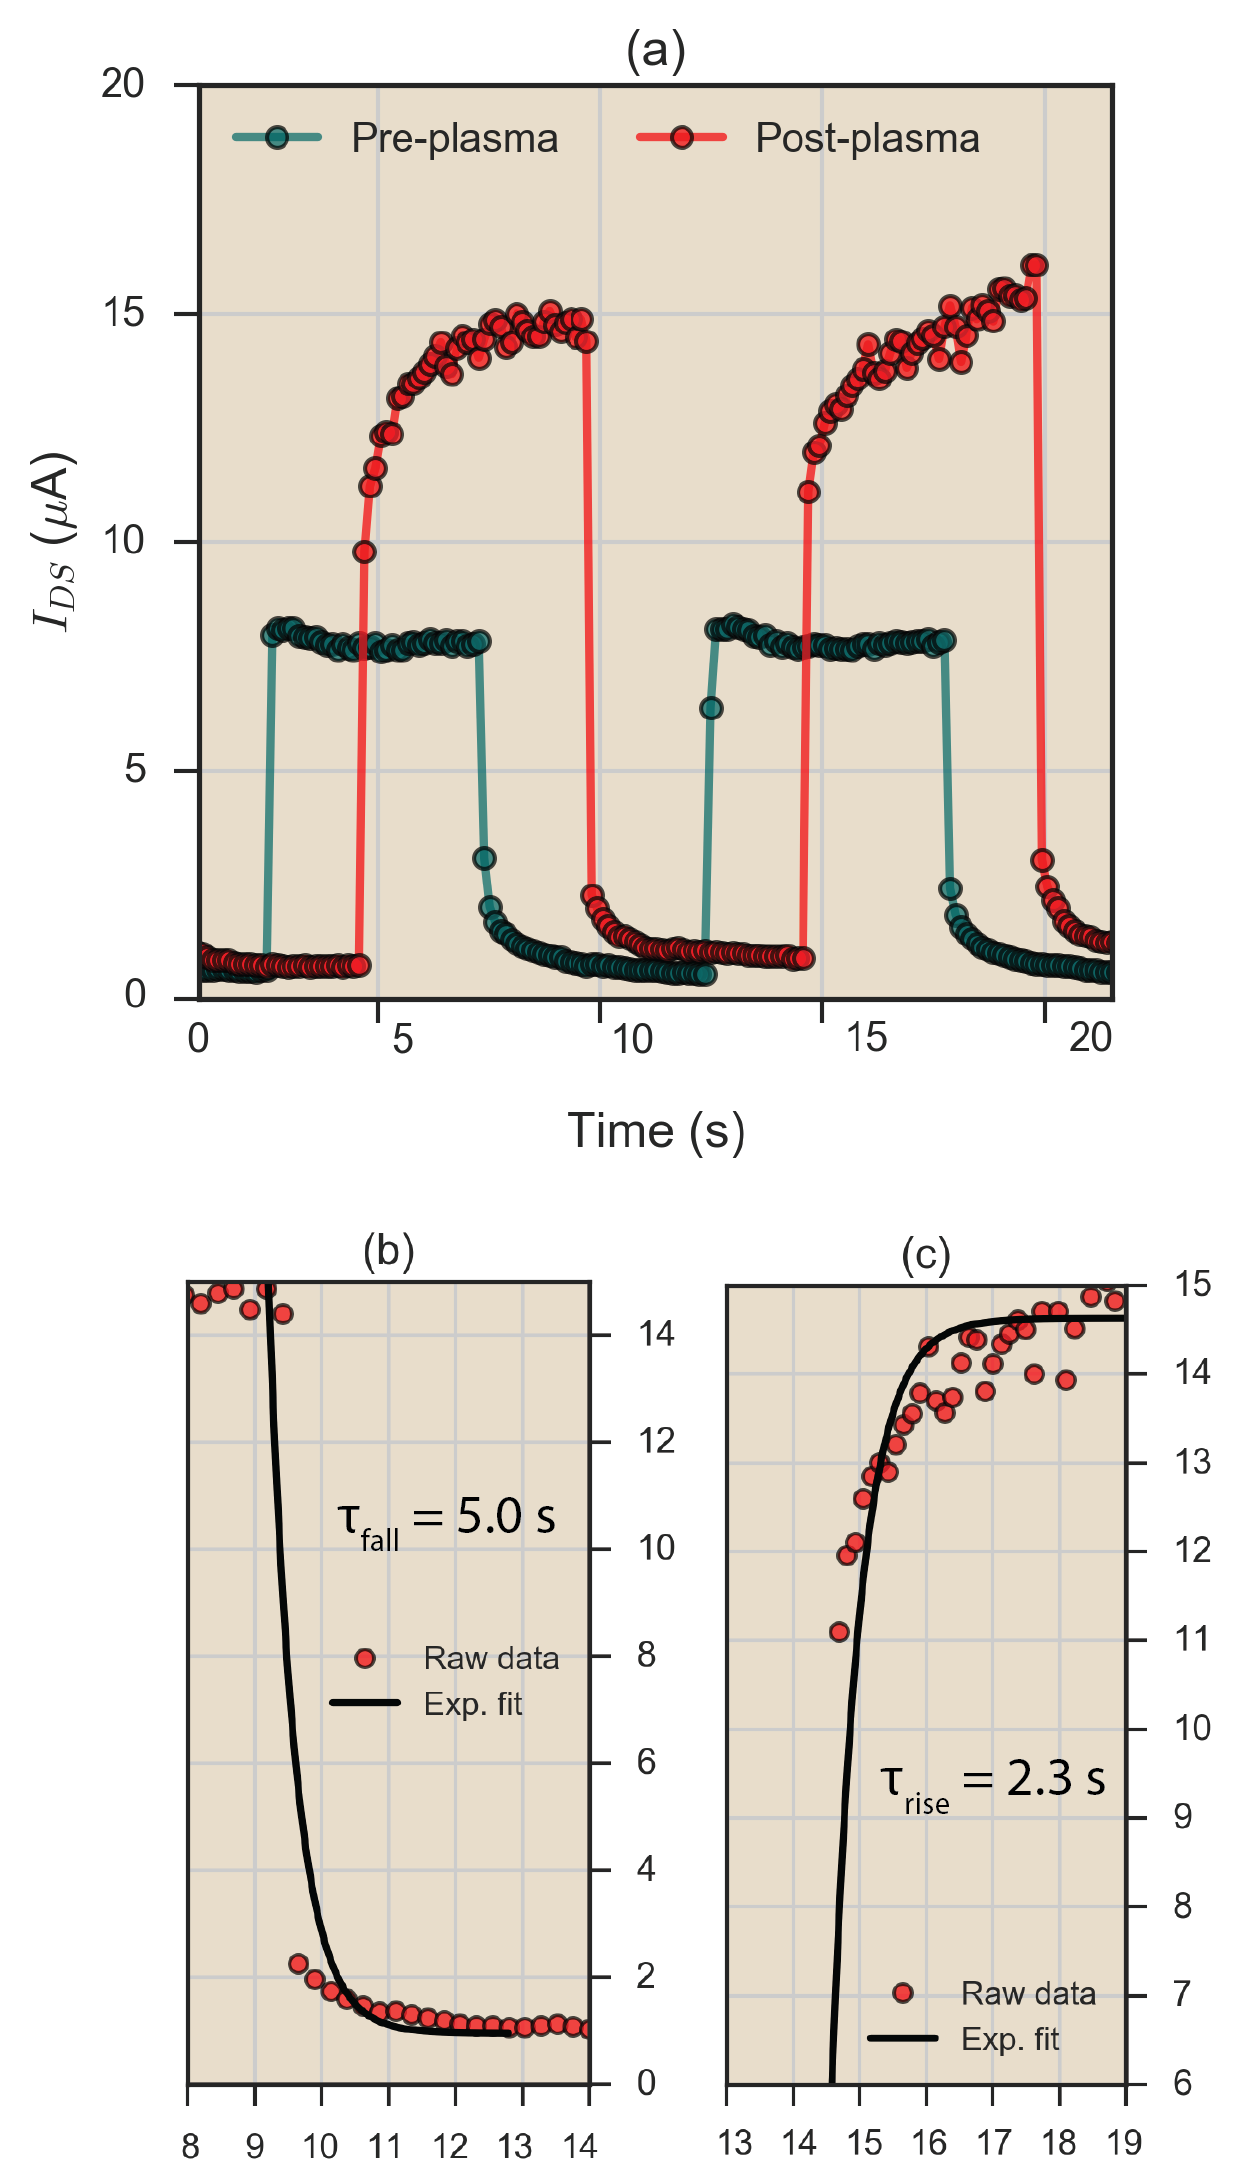 (a)
20
Pre-plasma Post-plasma
15
10
5
0
I_DS (μA)
0 5 10 15 20
Time (s)
(b)
14
12
τ_fall = 5.0 s
10
8
Raw data
Exp. fit
6
4
2
0
8 9 10 11 12 13 14
(c)
15
14
13
12
11
10
τ_rise = 2.3 s
9
8
7
Raw data
Exp. fit
6
13 14 15 16 17 18 19